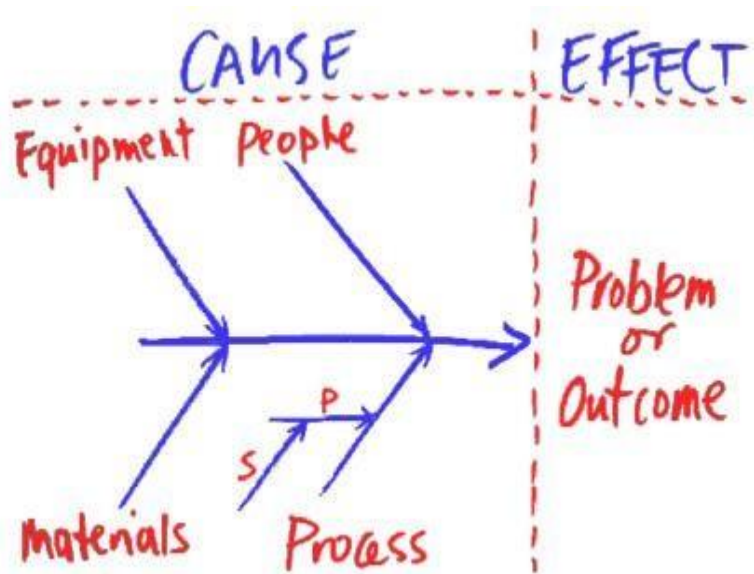 CAUSE
EFFECT
Equipment
People
Problem
or
Outcome
P
S
Materials
Process